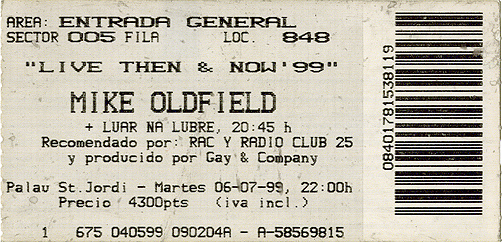 AREA: ENTRADA GENERAL
SECTOR 005 FILA LOC. 848
"LIVE THEN & NOW'99"
MIKE OLDFIELD
+ LUAR NA LUBRE, 20:45 h
Recomendado por: RAC Y RADIO CLUB 25
y producido por Gay & Company
Palau St.Jordi - Martes 06-07-99, 22:00h
Precio 4300pts (iva incl.)
1 675 040599 090204A - A-58569815
08401781538119